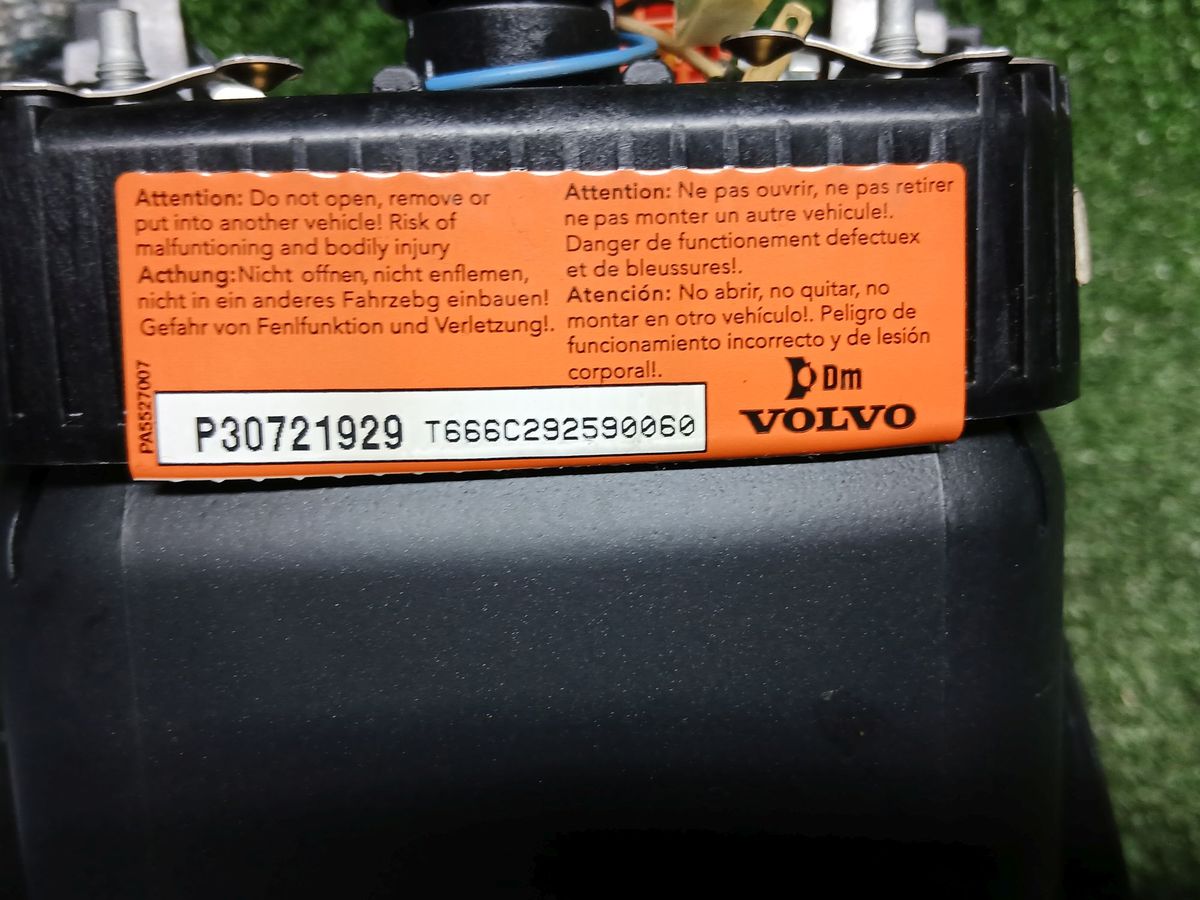 Attention: Do not open, remove or
put into another vehicle! Risk of
malfuntioning and bodily injury
Acthung:Nicht offnen, nicht enflemen,
nicht in ein anderes Fahrzebg einbauen!
Gefahr von Fenlfunktion und Verletzung!.
Attention: Ne pas ouvrir, ne pas retirer
ne pas monter un autre vehicule!.
Danger de functionement defectuex
et de bleussures!.
Atención: No abrir, no quitar, no
montar en otro vehículo!. Peligro de
funcionamiento incorrecto y de lesión
corporal!.
PA5527007
P30721929 T666C292590060
Dm
VOLVO